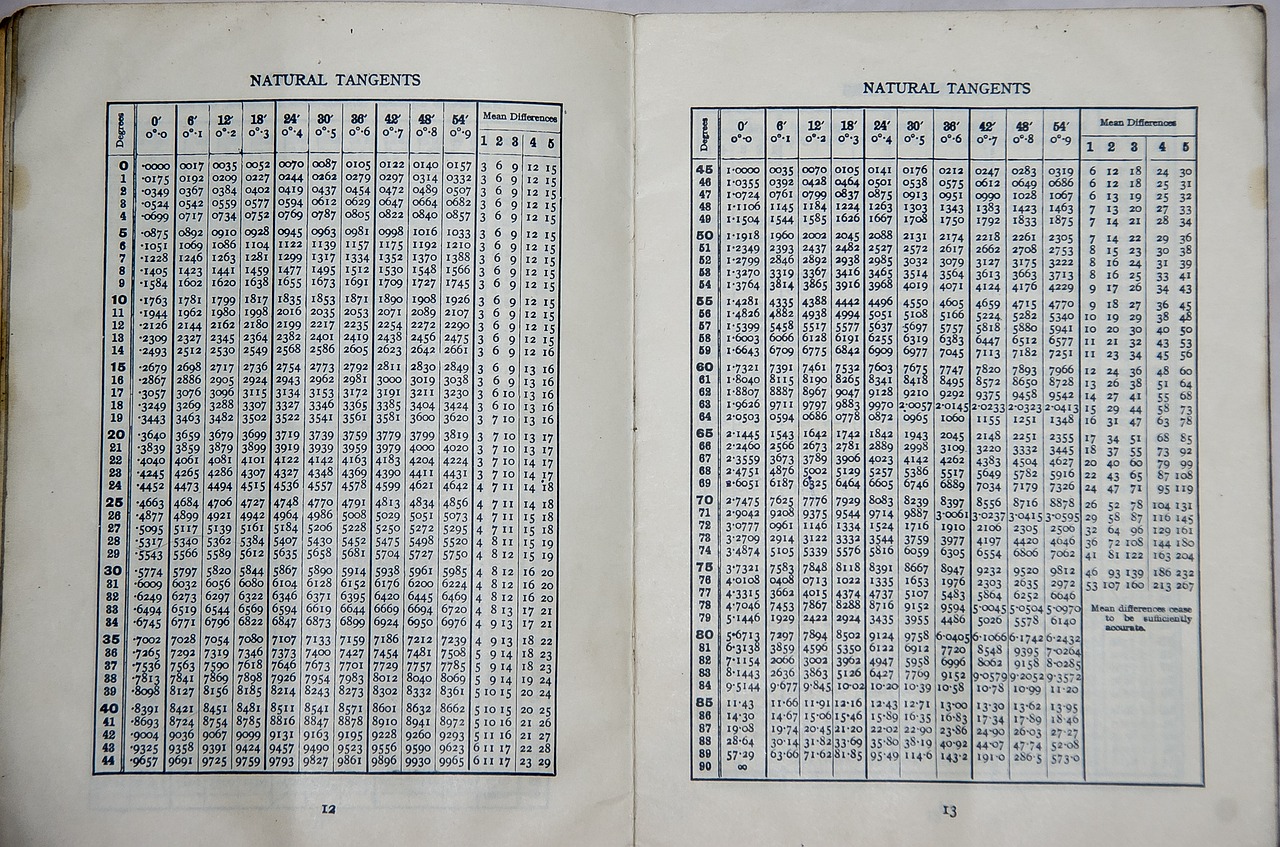 NATURAL TANGENTS
Degrees 0′ 6′ 12′ 18′ 24′ 30′ 36′ 42′ 48′ 54′ Mean Differences
0°·0 0°·1 0°·2 0°·3 0°·4 0°·5 0°·6 0°·7 0°·8 0°·9 1 2 3 4 5
0 ·0000 0017 0035 0052 0070 0087 0105 0122 0140 0157 3 6 9 12 15
1 ·0175 0192 0209 0227 0244 0262 0279 0297 0314 0332 3 6 9 12 15
2 ·0349 0367 0384 0402 0419 0437 0454 0472 0489 0507 3 6 9 12 15
3 ·0524 0542 0559 0577 0594 0612 0629 0647 0664 0682 3 6 9 12 15
4 ·0699 0717 0734 0752 0769 0787 0805 0822 0840 0857 3 6 9 12 15
5 ·0875 0892 0910 0928 0945 0963 0981 0998 1016 1033 3 6 9 12 15
6 ·1051 1069 1086 1104 1122 1139 1157 1175 1192 1210 3 6 9 12 15
7 ·1228 1246 1263 1281 1299 1317 1334 1352 1370 1388 3 6 9 12 15
8 ·1405 1423 1441 1459 1477 1495 1512 1530 1548 1566 3 6 9 12 15
9 ·1584 1602 1620 1638 1655 1673 1691 1709 1727 1745 3 6 9 12 15
10 ·1763 1781 1799 1817 1835 1853 1871 1890 1908 1926 3 6 9 12 15
11 ·1944 1962 1980 1998 2016 2035 2053 2071 2089 2107 3 6 9 12 15
12 ·2126 2144 2162 2180 2199 2217 2235 2254 2272 2290 3 6 9 12 15
13 ·2309 2327 2345 2364 2382 2401 2419 2438 2456 2475 3 6 9 12 15
14 ·2493 2512 2530 2549 2568 2586 2605 2623 2642 2661 3 6 9 12 16
15 ·2679 2698 2717 2736 2754 2773 2792 2811 2830 2849 3 6 9 13 16
16 ·2867 2886 2905 2924 2943 2962 2981 3000 3019 3038 3 6 9 13 16
17 ·3057 3076 3096 3115 3134 3153 3172 3191 3211 3230 3 6 10 13 16
18 ·3249 3269 3288 3307 3327 3346 3365 3385 3404 3424 3 6 10 13 16
19 ·3443 3463 3482 3502 3522 3541 3561 3581 3600 3620 3 7 10 13 16
20 ·3640 3659 3679 3699 3719 3739 3759 3779 3799 3819 3 7 10 13 17
21 ·3839 3859 3879 3899 3919 3939 3959 3979 4000 4020 3 7 10 13 17
22 ·4040 4061 4081 4101 4122 4142 4163 4183 4204 4224 3 7 10 14 17
23 ·4245 4265 4286 4307 4327 4348 4369 4390 4411 4431 3 7 10 14 17
24 ·4452 4473 4494 4515 4536 4557 4578 4599 4621 4642 4 7 11 14 18
25 ·4663 4684 4706 4727 4748 4770 4791 4813 4834 4856 4 7 11 14 18
26 ·4877 4899 4921 4942 4964 4986 5008 5029 5051 5073 4 7 11 15 18
27 ·5095 5117 5139 5161 5184 5206 5228 5250 5272 5295 4 7 11 15 18
28 ·5317 5340 5362 5384 5407 5430 5452 5475 5498 5520 4 8 11 15 19
29 ·5543 5566 5589 5612 5635 5658 5681 5704 5727 5750 4 8 12 15 19
30 ·5774 5797 5820 5844 5867 5890 5914 5938 5961 5985 4 8 12 16 20
31 ·6009 6032 6056 6080 6104 6128 6152 6176 6200 6224 4 8 12 16 20
32 ·6249 6273 6297 6322 6346 6371 6395 6420 6445 6469 4 8 12 16 20
33 ·6494 6519 6544 6569 6594 6619 6644 6669 6694 6720 4 8 13 17 21
34 ·6745 6771 6796 6822 6847 6873 6899 6924 6950 6976 4 9 13 17 21
35 ·7002 7028 7054 7080 7107 7133 7159 7186 7212 7239 4 9 13 18 22
36 ·7265 7292 7319 7346 7373 7400 7427 7454 7481 7508 5 9 14 18 23
37 ·7536 7563 7590 7618 7646 7673 7701 7729 7757 7785 5 9 14 18 23
38 ·7813 7841 7869 7898 7926 7954 7983 8012 8040 8069 5 9 14 19 24
39 ·8098 8127 8156 8185 8214 8243 8273 8302 8332 8361 5 10 15 20 24
40 ·8391 8421 8451 8481 8511 8541 8571 8601 8632 8662 5 10 15 20 25
41 ·8693 8724 8754 8785 8816 8847 8878 8910 8941 8972 5 10 16 21 26
42 ·9004 9036 9067 9099 9131 9163 9195 9228 9260 9293 5 11 16 21 27
43 ·9325 9358 9391 9424 9457 9490 9523 9556 9590 9623 6 11 17 22 28
44 ·9657 9691 9725 9759 9793 9827 9861 9896 9930 9965 6 11 17 23 29
12
NATURAL TANGENTS
Degrees 0′ 6′ 12′ 18′ 24′ 30′ 36′ 42′ 48′ 54′ Mean Differences
0°·0 0°·1 0°·2 0°·3 0°·4 0°·5 0°·6 0°·7 0°·8 0°·9 1 2 3 4 5
45 1·0000 0035 0070 0105 0141 0176 0212 0247 0283 0319 6 12 18 24 30
46 1·0355 0392 0428 0464 0501 0538 0575 0612 0649 0686 6 12 18 25 31
47 1·0724 0761 0799 0837 0875 0913 0951 0990 1028 1067 6 13 19 25 32
48 1·1106 1145 1184 1224 1263 1303 1343 1383 1423 1463 7 13 20 27 33
49 1·1504 1544 1585 1626 1667 1708 1750 1792 1833 1875 7 14 21 28 34
50 1·1918 1960 2002 2045 2088 2131 2174 2218 2261 2305 7 14 22 29 36
51 1·2349 2393 2437 2482 2527 2572 2617 2662 2708 2753 8 15 23 30 38
52 1·2799 2846 2892 2938 2985 3032 3079 3127 3175 3222 8 16 24 31 39
53 1·3270 3319 3367 3416 3465 3514 3564 3613 3663 3713 8 16 25 33 41
54 1·3764 3814 3865 3916 3968 4019 4071 4124 4176 4229 9 17 26 34 43
55 1·4281 4335 4388 4442 4496 4550 4605 4659 4715 4770 9 18 27 36 45
56 1·4826 4882 4938 4994 5051 5108 5166 5224 5282 5340 10 19 29 38 48
57 1·5399 5458 5517 5577 5637 5697 5757 5818 5880 5941 10 20 30 40 50
58 1·6003 6066 6128 6191 6255 6319 6383 6447 6512 6577 11 21 32 43 53
59 1·6643 6709 6775 6842 6909 6977 7045 7113 7182 7251 11 23 34 45 56
60 1·7321 7391 7461 7532 7603 7675 7747 7820 7893 7966 12 24 36 48 60
61 1·8040 8115 8190 8265 8341 8418 8495 8572 8650 8728 13 26 38 51 64
62 1·8807 8887 8967 9047 9128 9210 9292 9375 9458 9542 14 27 41 55 68
63 1·9626 9711 9797 9883 9970 2·0057 2·0145 2·0233 2·0323 2·0413 15 29 44 58 73
64 2·0503 0594 0686 0778 0872 0965 1060 1155 1251 1348 16 31 47 63 78
65 2·1445 1543 1642 1742 1842 1943 2045 2148 2251 2355 17 34 51 68 85
66 2·2460 2566 2673 2781 2889 2998 3109 3220 3332 3445 18 37 55 73 92
67 2·3559 3673 3789 3906 4023 4142 4262 4383 4504 4627 20 40 60 79 99
68 2·4751 4876 5002 5129 5257 5386 5517 5649 5782 5916 22 43 65 87 108
69 2·6051 6187 6325 6464 6605 6746 6889 7034 7179 7326 24 47 71 95 119
70 2·7475 7625 7776 7929 8083 8239 8397 8556 8716 8878 26 52 78 104 131
71 2·9042 9208 9375 9544 9714 9887 3·0061 3·0237 3·0415 3·0595 29 58 87 116 145
72 3·0777 0961 1146 1334 1524 1716 1910 2106 2305 2506 32 64 96 129 161
73 3·2709 2914 3122 3332 3544 3759 3977 4197 4420 4646 36 72 108 144 180
74 3·4874 5105 5339 5576 5816 6059 6305 6554 6806 7062 41 81 122 163 204
75 3·7321 7583 7848 8118 8391 8667 8947 9232 9520 9812 46 93 139 186 232
76 4·0108 0408 0713 1022 1335 1653 1976 2303 2635 2972 53 107 160 213 267
77 4·3315 3662 4015 4374 4737 5107 5483 5864 6252 6646
78 4·7046 7453 7867 8288 8716 9152 9594 5·0045 5·0504 5·0970 Mean differences cease
79 5·1446 1929 2422 2924 3435 3955 4486 5026 5578 6140 to be sufficiently
accurate.
80 5·6713 7297 7894 8502 9124 9758 6·0405 6·1066 6·1742 6·2432
81 6·3138 3859 4596 5350 6122 6912 7720 8548 9395 7·0264
82 7·1154 2066 3002 3962 4947 5958 6996 8062 9158 8·0285
83 8·1443 2636 3863 5126 6427 7769 9152 9·0579 9·2052 9·3572
84 9·5144 9·677 9·845 10·02 10·20 10·39 10·58 10·78 10·99 11·20
85 11·43 11·66 11·91 12·16 12·43 12·71 13·00 13·30 13·62 13·95
86 14·30 14·67 15·06 15·46 15·89 16·35 16·83 17·34 17·89 18·46
87 19·08 19·74 20·45 21·20 22·02 22·90 23·86 24·90 26·03 27·27
88 28·64 30·14 31·82 33·69 35·80 38·19 40·92 44·07 47·74 52·08
89 57·29 63·66 71·62 81·85 95·49 114·6 143·2 191·0 286·5 573·0
90 ∞
13